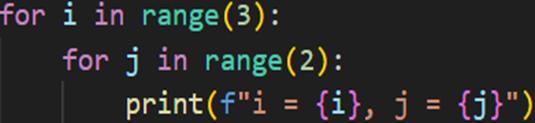 for i in range(3):
    for j in range(2):
        print(f"i = {i}, j = {j}")